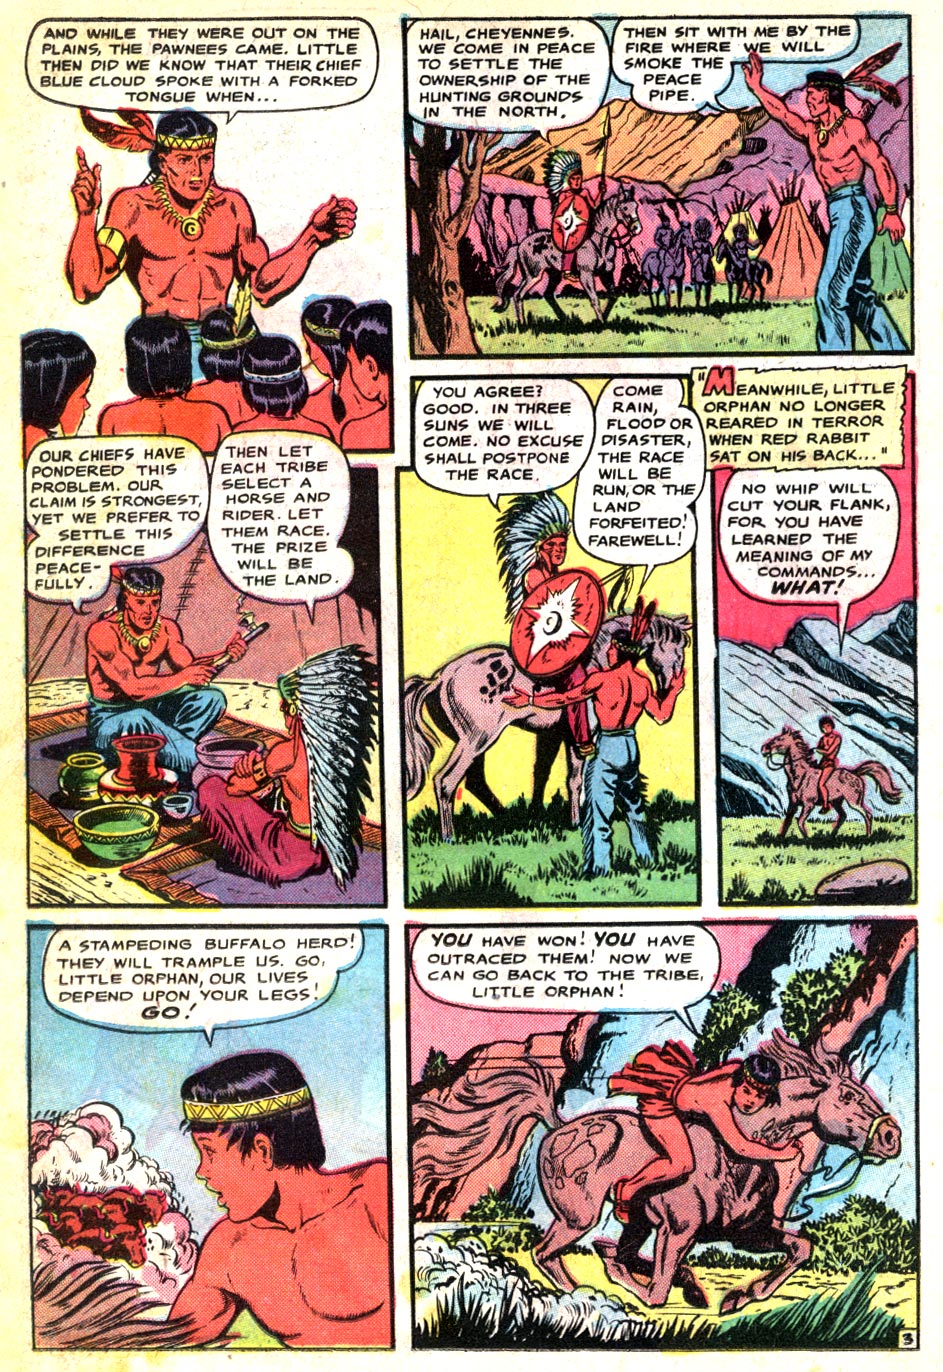 AND WHILE THEY WERE OUT ON THE
PLAINS, THE PAWNEES CAME. LITTLE
THEN DID WE KNOW THAT THEIR CHIEF
BLUE CLOUD SPOKE WITH A FORKED
TONGUE WHEN...
C
HAIL, CHEYENNES.
WE COME IN PEACE
TO SETTLE THE
OWNERSHIP OF THE
HUNTING GROUNDS
IN THE NORTH.
THEN SIT WITH ME BY THE
FIRE WHERE WE WILL
SMOKE THE
PEACE
PIPE.
OUR CHIEFS HAVE
PONDERED THIS
PROBLEM. OUR
CLAIM IS STRONGEST,
YET WE PREFER TO
SETTLE THIS
DIFFERENCE
PEACE-
FULLY.
THEN LET
EACH TRIBE
SELECT A
HORSE AND
RIDER. LET
THEM RACE.
THE PRIZE
WILL BE
THE LAND.
YOU AGREE?
GOOD. IN THREE
SUNS WE WILL
COME. NO EXCUSE
SHALL POSTPONE
THE RACE.
COME
RAIN,
FLOOD OR
DISASTER,
THE RACE
WILL BE
RUN, OR THE
LAND
FORFEITED!
FAREWELL!
"MEANWHILE, LITTLE
ORPHAN NO LONGER
REARED IN TERROR
WHEN RED RABBIT
SAT ON HIS BACK..."
NO WHIP WILL
CUT YOUR FLANK,
FOR YOU HAVE
LEARNED THE
MEANING OF MY
COMMANDS...
WHAT!
A STAMPEDING BUFFALO HERD!
THEY WILL TRAMPLE US. GO,
LITTLE ORPHAN, OUR LIVES
DEPEND UPON YOUR LEGS!
GO!
YOU HAVE WON! YOU HAVE
OUTRACED THEM! NOW WE
CAN GO BACK TO THE TRIBE,
LITTLE ORPHAN!
3